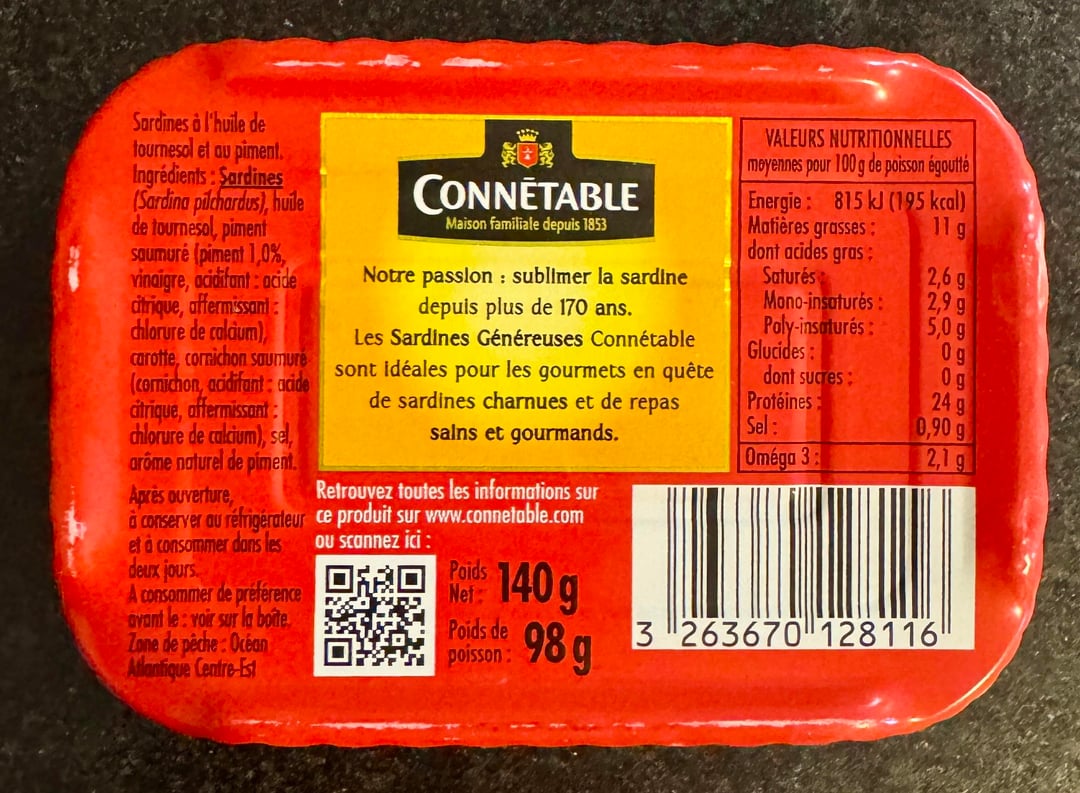 Sardines à l'huile de
tournesol et au piment.
Ingrédients : Sardines
(Sardina pilchardus), huile
de tournesol, piment
saumuré (piment 1,0%,
vinaigre, acidifant : acide
citrique, affermissant :
chlorure de calcium),
carotte, cornichon saumuré
(cornichon, acidifant : acide
citrique, affermissant :
chlorure de calcium), sel,
arôme naturel de piment.
Après ouverture,
à conserver au réfrigérateur
et à consommer dans les
deux jours.
A consommer de préférence
avant le : voir sur la boîte.
Zone de pêche : Océan
Atlantique Centre-Est
CONNÉTABLE
Maison familiale depuis 1853
Notre passion : sublimer la sardine
depuis plus de 170 ans.
Les Sardines Généreuses Connétable
sont idéales pour les gourmets en quête
de sardines charnues et de repas
sains et gourmands.
Retrouvez toutes les informations sur
ce produit sur www.connetable.com
ou scannez ici :
Poids Net : 140 g
Poids de poisson : 98 g
VALEURS NUTRITIONNELLES
moyennes pour 100 g de poisson égoutté
Energie : 815 kJ (195 kcal)
Matières grasses : 11 g
dont acides gras :
Saturés : 2,6 g
Mono-insaturés : 2,9 g
Poly-insaturés : 5,0 g
Glucides : 0 g
dont sucres : 0 g
Protéines : 24 g
Sel : 0,90 g
Oméga 3 : 2,1 g
3 263670 128116